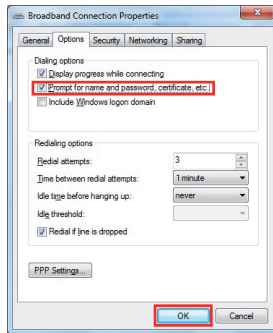 Broadband Connection Properties
General Options Security Networking Sharing
Dialing options
Display progress while connecting
Prompt for name and password, certificate, etc.
Include Windows logon domain
Redialing options
Redial attempts: 3
Time between redial attempts: 1 minute
Idle time before hanging up: never
Idle threshold:
Redial if line is dropped
PPP Settings...
OK Cancel